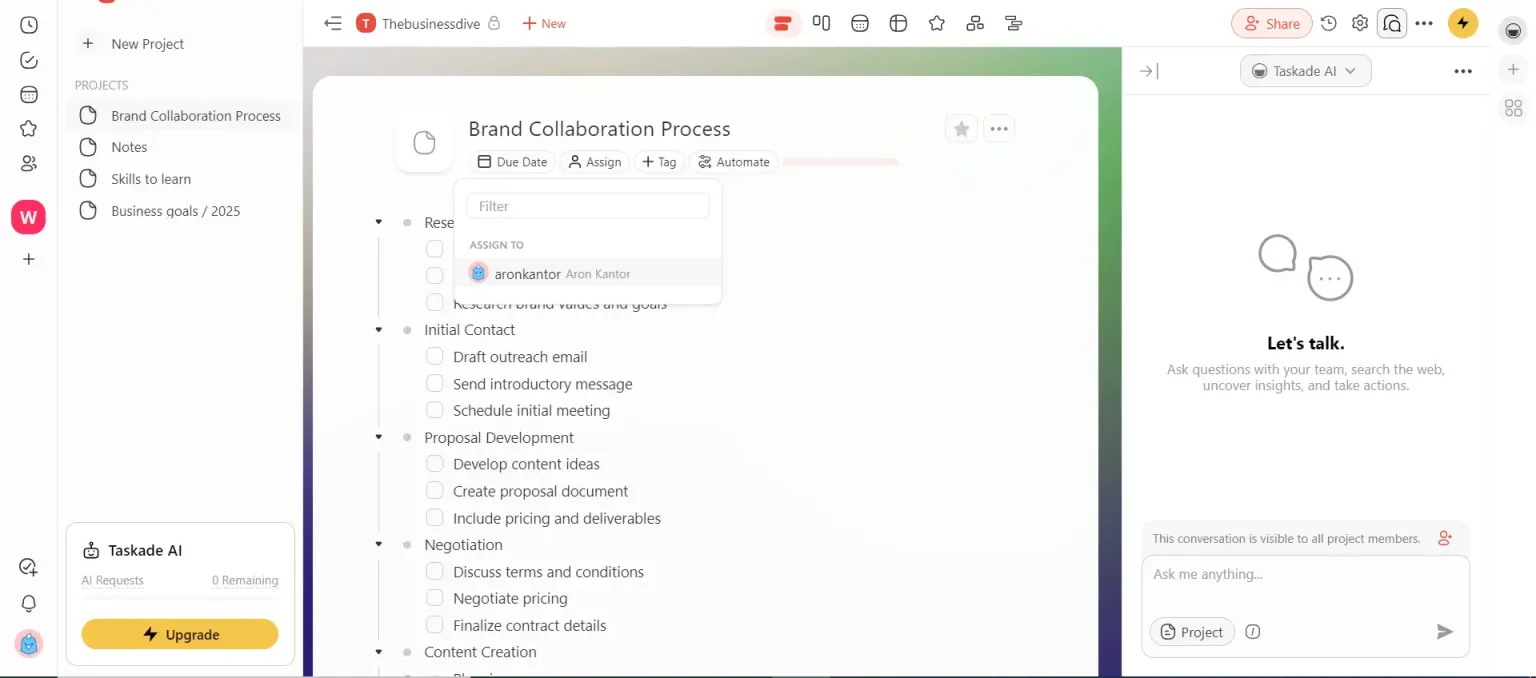 New Project
PROJECTS
Brand Collaboration Process
Notes
Skills to learn
Business goals / 2025
W
Taskade AI
AI Requests 0 Remaining
Upgrade
T Thebusinessdive
New
Share
Brand Collaboration Process
Due Date Assign Tag Automate
Filter
ASSIGN TO
aronkantor Aron Kantor
Research brand values and goals
Initial Contact
Draft outreach email
Send introductory message
Schedule initial meeting
Proposal Development
Develop content ideas
Create proposal document
Include pricing and deliverables
Negotiation
Discuss terms and conditions
Negotiate pricing
Finalize contract details
Content Creation
Taskade AI
Let's talk.
Ask questions with your team, search the web,
uncover insights, and take actions.
This conversation is visible to all project members.
Ask me anything...
Project